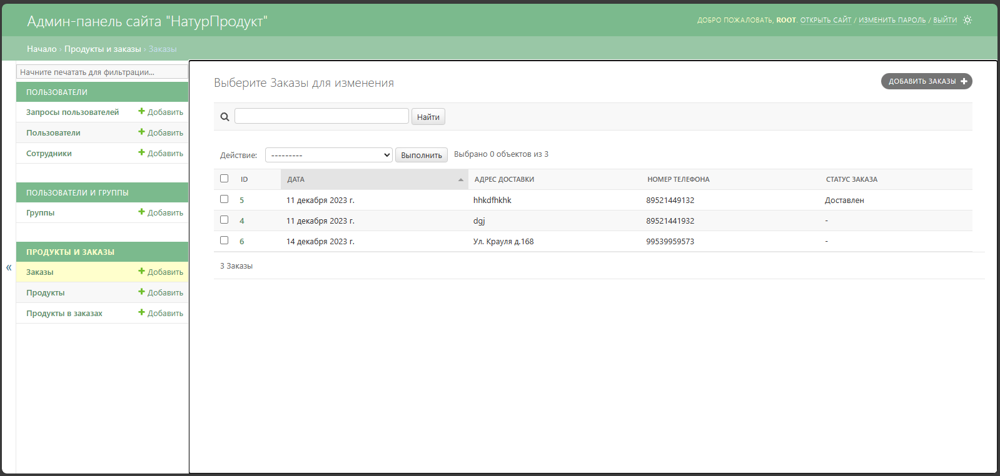 Админ-панель сайта "НатурПродукт"
ДОБРО ПОЖАЛОВАТЬ, ROOT. ОТКРЫТЬ САЙТ / ИЗМЕНИТЬ ПАРОЛЬ / ВЫЙТИ
Начало › Продукты и заказы › Заказы
Начните печатать для фильтрации...
ПОЛЬЗОВАТЕЛИ
Запросы пользователей Добавить
Пользователи Добавить
Сотрудники Добавить
ПОЛЬЗОВАТЕЛИ И ГРУППЫ
Группы Добавить
ПРОДУКТЫ И ЗАКАЗЫ
Заказы Добавить
Продукты Добавить
Продукты в заказах Добавить
«
Выберите Заказы для изменения
ДОБАВИТЬ ЗАКАЗЫ
Найти
Действие: --------- Выполнить Выбрано 0 объектов из 3
ID ДАТА АДРЕС ДОСТАВКИ НОМЕР ТЕЛЕФОНА СТАТУС ЗАКАЗА
5 11 декабря 2023 г. hhkdfhkhk 89521449132 Доставлен
4 11 декабря 2023 г. dgj 89521441932 -
6 14 декабря 2023 г. Ул. Крауля д.168 99539959573 -
3 Заказы